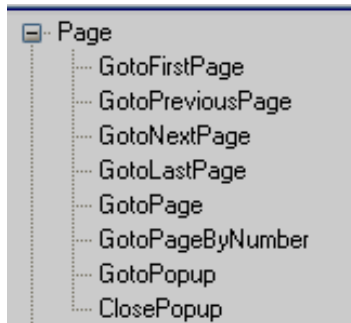 Page
GotoFirstPage
GotoPreviousPage
GotoNextPage
GotoLastPage
GotoPage
GotoPageByNumber
GotoPopup
ClosePopup